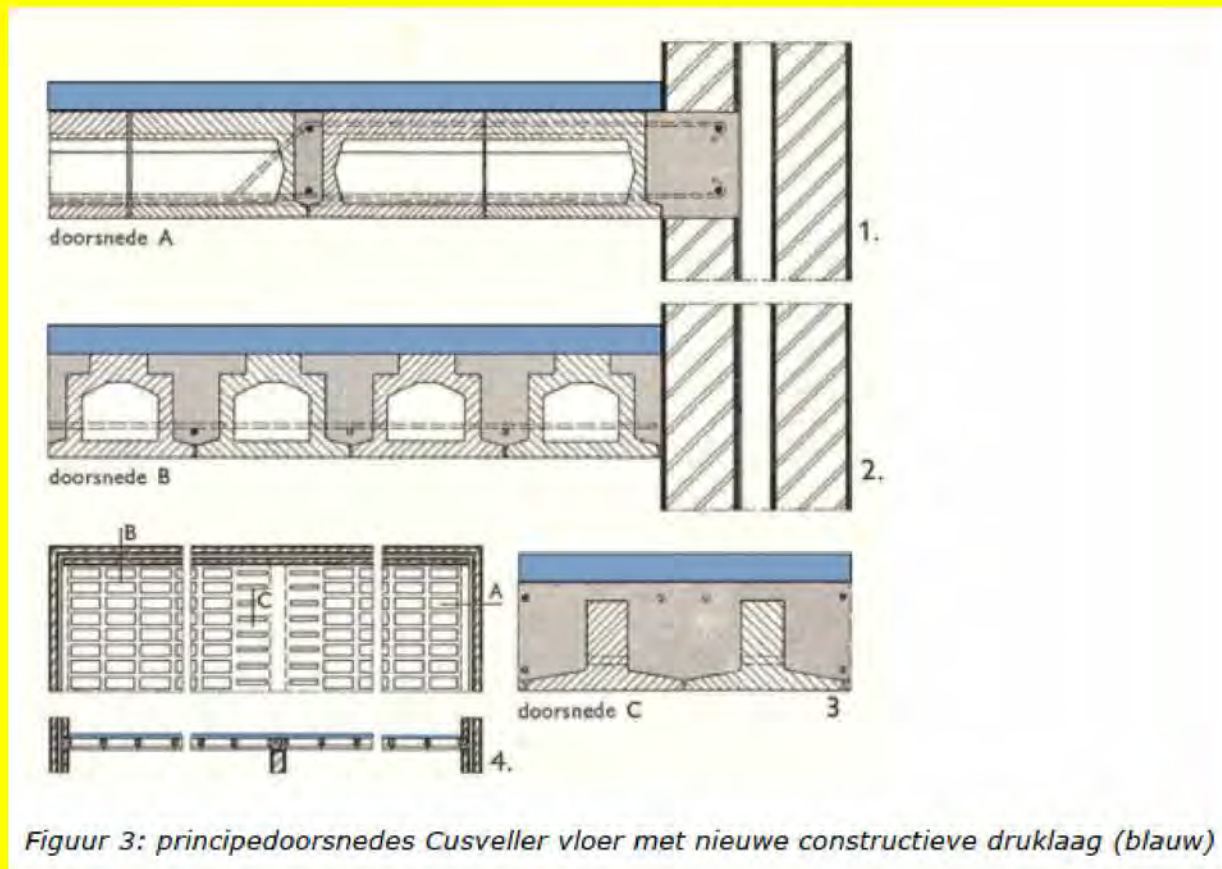 1.
doorsnede A
2.
doorsnede B
B
C
A
doorsnede C
3
4.
Figuur 3: principedoorsnedes Cusveller vloer met nieuwe constructieve druklaag (blauw)